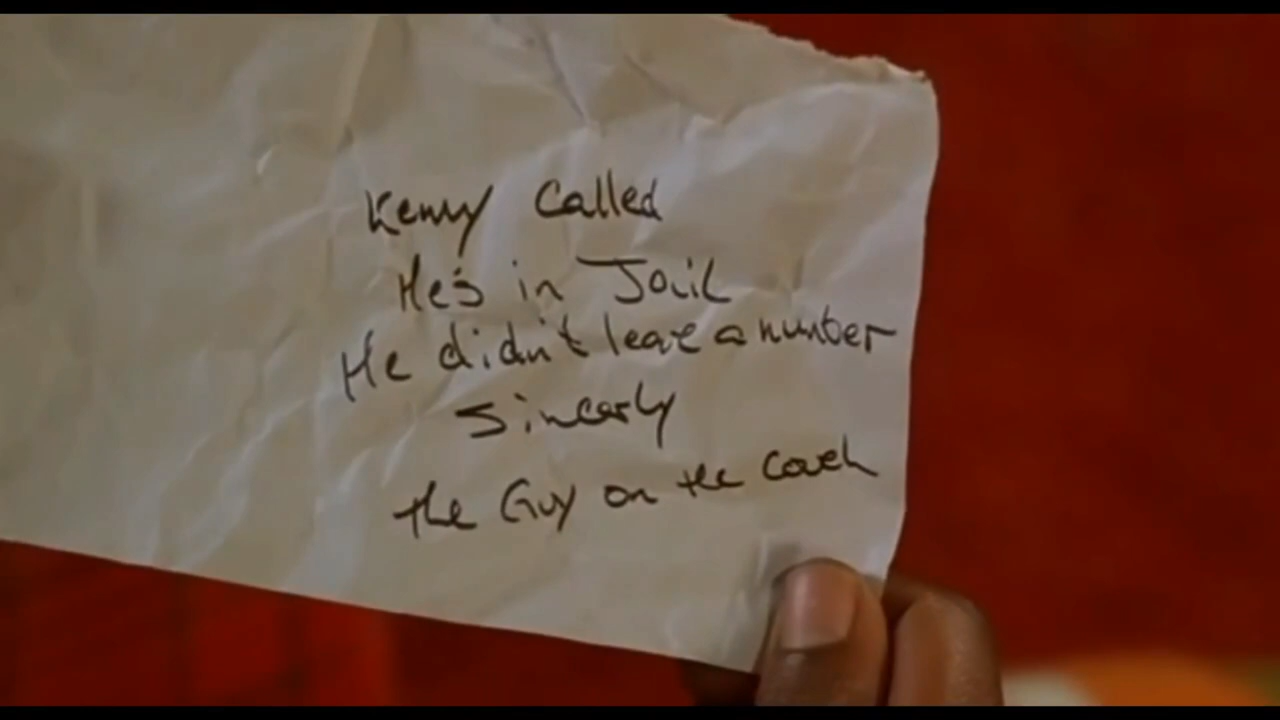 Kenny Called
He's in Jail
He didn't leave a number
Sincerly
the Guy on the couch